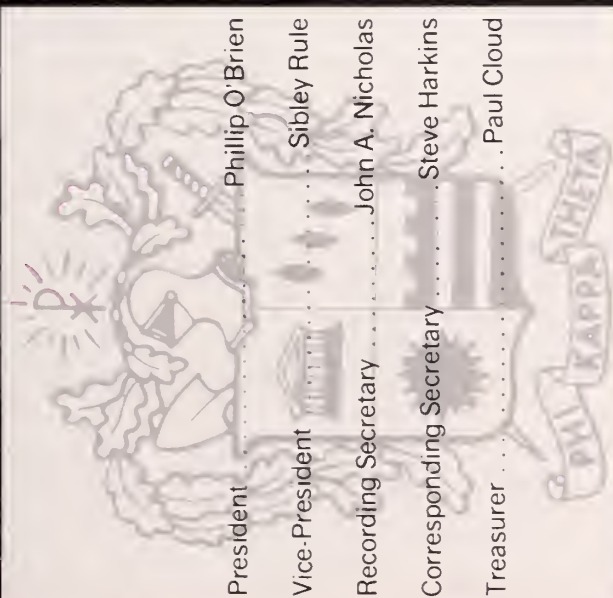 President . . . . . . . . . . . . . Phillip O'Brien
Vice-President . . . . . . . . . . . Sibley Rule
Recording Secretary . . . . . John A. Nicholas
Corresponding Secretary . . . . . Steve Harkins
Treasurer . . . . . . . . . . . . . . . . . Paul Cloud
PHI KAPPA THETA